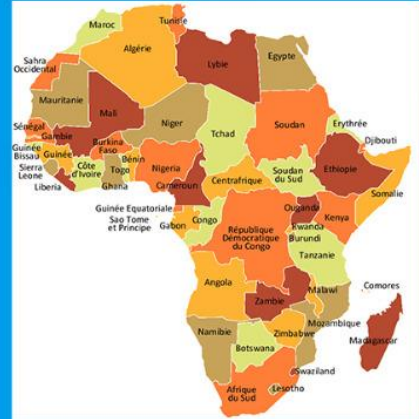 Maroc
Tunisie
Algérie
Lybie
Egypte
Sahra
Occidental
Mauritanie
Mali
Niger
Tchad
Soudan
Erythrée
Djibouti
Sénégal
Gambie
Guinée
Bissau
Guinée
Burkina
Faso
Bénin
Sierra
Léone
Côte
d'Ivoire
Togo
Liberia
Ghana
Nigeria
Cameroun
Centrafrique
Soudan
du Sud
Ethiopie
Somalie
Guinée Equatoriale
Sao Tome
et Principe
Gabon
Congo
République
Démocratique
du Congo
Ouganda
Kenya
Rwanda
Burundi
Tanzanie
Comores
Angola
Zambie
Malawi
Mozambique
Madagascar
Namibie
Zimbabwe
Botswana
Swaziland
Lesotho
Afrique
du Sud